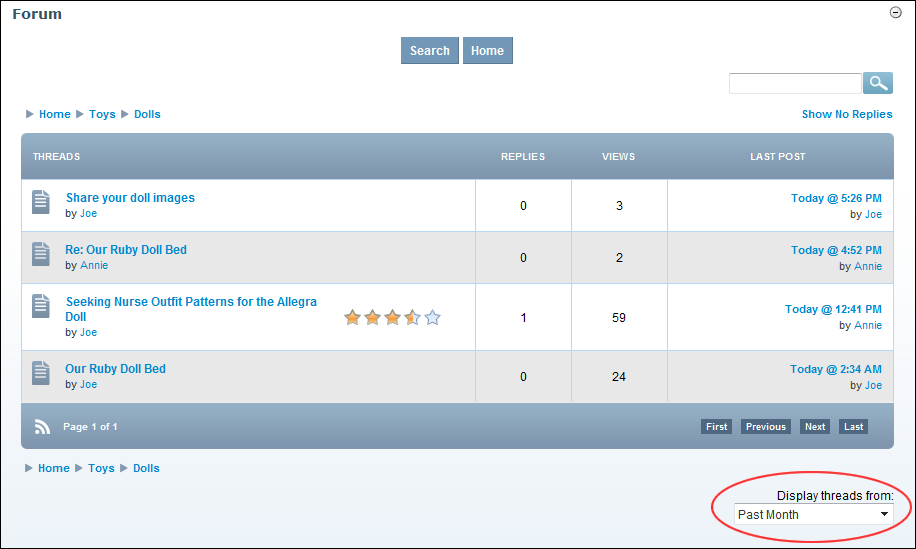 Forum
Search Home
Home Toys Dolls Show No Replies
THREADS REPLIES VIEWS LAST POST
Share your doll images 0 3 Today @ 5:26 PM
by Joe by Joe
Re: Our Ruby Doll Bed 0 2 Today @ 4:52 PM
by Annie by Annie
Seeking Nurse Outfit Patterns for the Allegra
Doll 1 59 Today @ 12:41 PM
by Joe by Annie
Our Ruby Doll Bed 0 24 Today @ 2:34 AM
by Joe by Joe
Page 1 of 1 First Previous Next Last
Home Toys Dolls
Display threads from:
Past Month